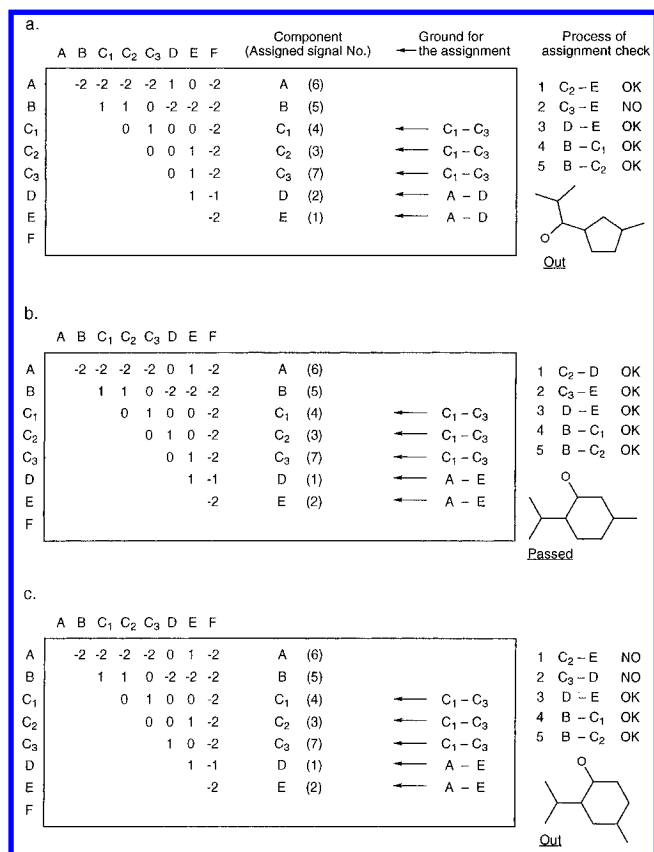 a.
Component Ground for Process of
A B C₁ C₂ C₃ D E F (Assigned signal No.) ← the assignment assignment check
A -2 -2 -2 -2 1 0 -2 A (6) 1 C₂ – E OK
B 1 1 0 -2 -2 -2 B (5) 2 C₃ – E NO
C₁ 0 1 0 0 -2 C₁ (4) ← C₁ – C₃ 3 D – E OK
C₂ 0 0 1 -2 C₂ (3) ← C₁ – C₃ 4 B – C₁ OK
C₃ 0 1 -2 C₃ (7) ← C₁ – C₃ 5 B – C₂ OK
D 1 -1 D (2) ← A – D
E -2 E (1) ← A – D
F
O
Out
b.
A B C₁ C₂ C₃ D E F
A -2 -2 -2 -2 0 1 -2 A (6) 1 C₂ – D OK
B 1 1 0 -2 -2 -2 B (5) 2 C₃ – E OK
C₁ 0 1 0 0 -2 C₁ (4) ← C₁ – C₃ 3 D – E OK
C₂ 0 1 0 -2 C₂ (3) ← C₁ – C₃ 4 B – C₁ OK
C₃ 0 1 -2 C₃ (7) ← C₁ – C₃ 5 B – C₂ OK
D 1 -1 D (1) ← A – E
E -2 E (2) ← A – E
F
O
Passed
c.
A B C₁ C₂ C₃ D E F
A -2 -2 -2 -2 0 1 -2 A (6) 1 C₂ – E NO
B 1 1 0 -2 -2 -2 B (5) 2 C₃ – D NO
C₁ 0 1 0 0 -2 C₁ (4) ← C₁ – C₃ 3 D – E OK
C₂ 0 0 1 -2 C₂ (3) ← C₁ – C₃ 4 B – C₁ OK
C₃ 1 0 -2 C₃ (7) ← C₁ – C₃ 5 B – C₂ OK
D 1 -1 D (1) ← A – E
E -2 E (2) ← A – E
F
O
Out